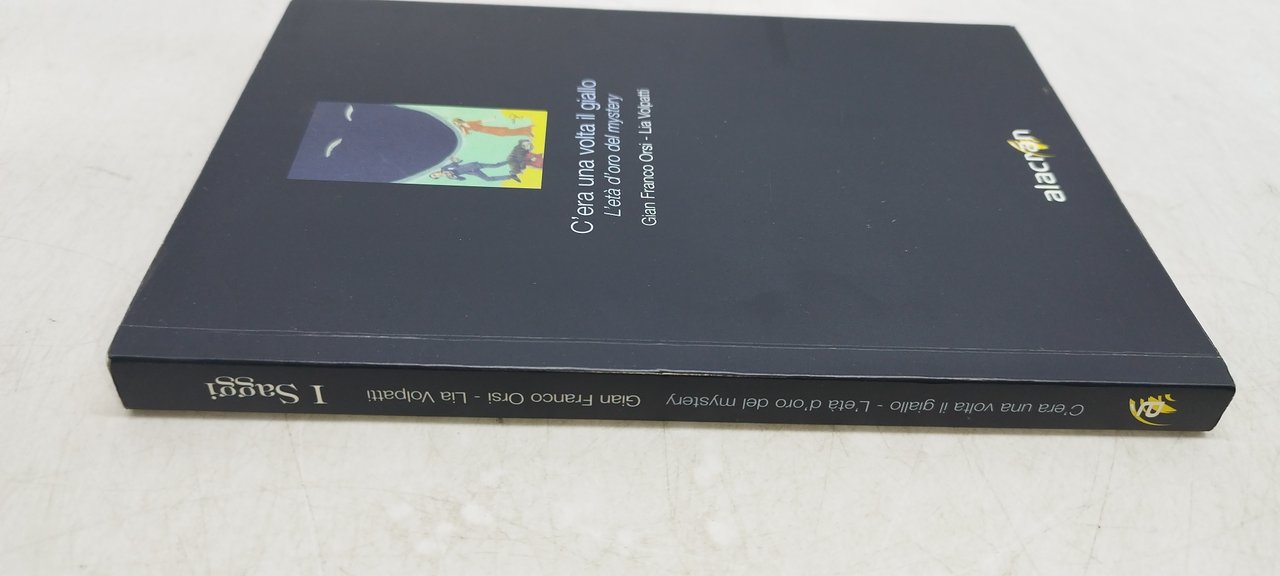 C'era una volta il giallo
L'età d'oro del mystery
Gian Franco Orsi - Lia Volpatti
alacrán
C'era una volta il giallo - L'età d'oro del mystery Gian Franco Orsi - Lia Volpatti I Saggi